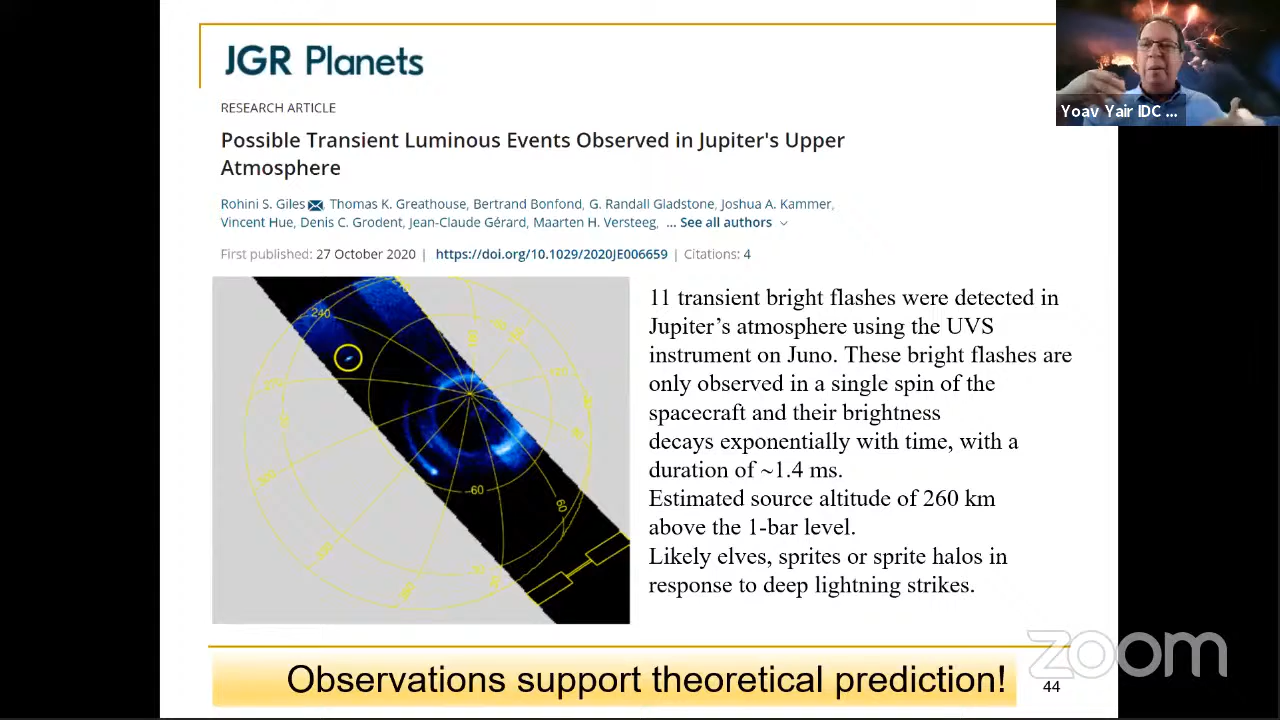 JGR Planets
RESEARCH ARTICLE
Possible Transient Luminous Events Observed in Jupiter's Upper
Atmosphere
Rohini S. Giles, Thomas K. Greathouse, Bertrand Bonfond, G. Randall Gladstone, Joshua A. Kammer,
Vincent Hue, Denis C. Grodent, Jean-Claude Gérard, Maarten H. Versteeg, ... See all authors
First published: 27 October 2020 | https://doi.org/10.1029/2020JE006659 | Citations: 4
240
-60
60
11 transient bright flashes were detected in
Jupiter’s atmosphere using the UVS
instrument on Juno. These bright flashes are
only observed in a single spin of the
spacecraft and their brightness
decays exponentially with time, with a
duration of ~1.4 ms.
Estimated source altitude of 260 km
above the 1-bar level.
Likely elves, sprites or sprite halos in
response to deep lightning strikes.
Observations support theoretical prediction!
44
Yoav Yair IDC ...
zoom